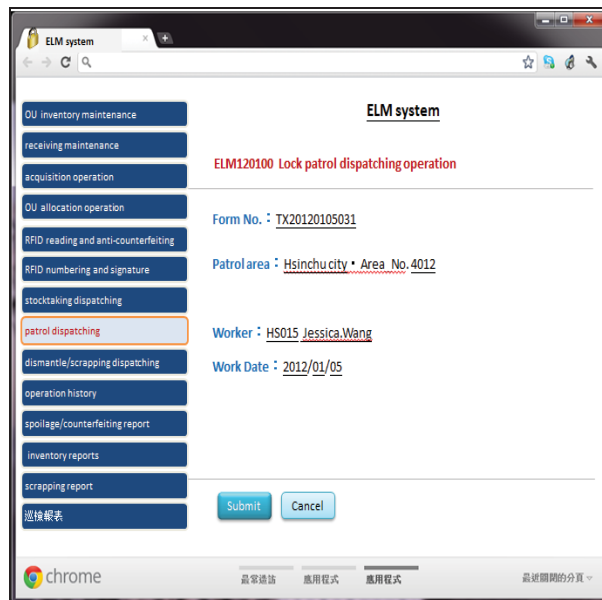 ELM system
OU inventory maintenance
receiving maintenance
acquisition operation
OU allocation operation
RFID reading and anti-counterfeiting
RFID numbering and signature
stocktaking dispatching
patrol dispatching
dismantle/scrapping dispatching
operation history
spoilage/counterfeiting report
inventory reports
scrapping report
巡檢報表
ELM system
ELM120100 Lock patrol dispatching operation
Form No.：TX20120105031
Patrol area：Hsinchu city‧Area No. 4012
Worker：HS015 Jessica.Wang
Work Date：2012/01/05
Submit Cancel
chrome 最常造訪 應用程式 應用程式 最近關閉的分頁